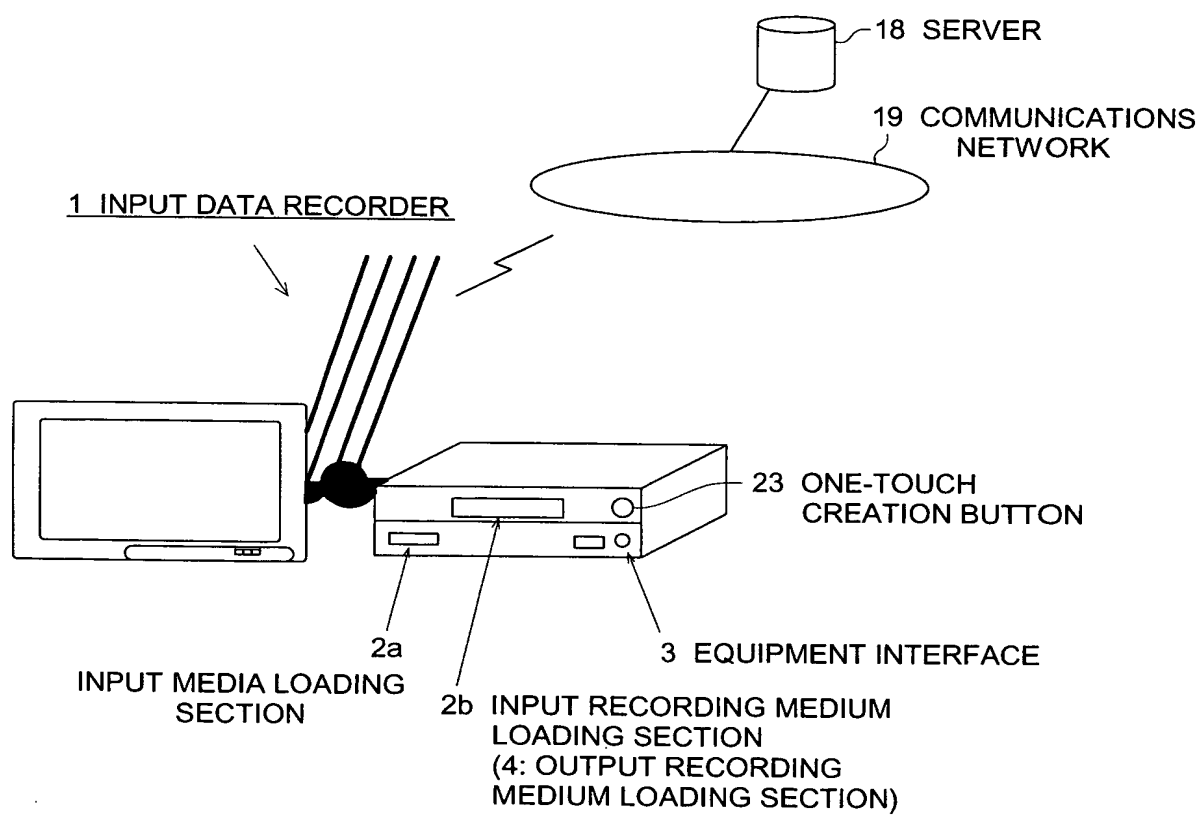 18 SERVER
19 COMMUNICATIONS
NETWORK
1 INPUT DATA RECORDER
23 ONE-TOUCH
CREATION BUTTON
2a
INPUT MEDIA LOADING
SECTION
3 EQUIPMENT INTERFACE
2b INPUT RECORDING MEDIUM
LOADING SECTION
(4: OUTPUT RECORDING
MEDIUM LOADING SECTION)